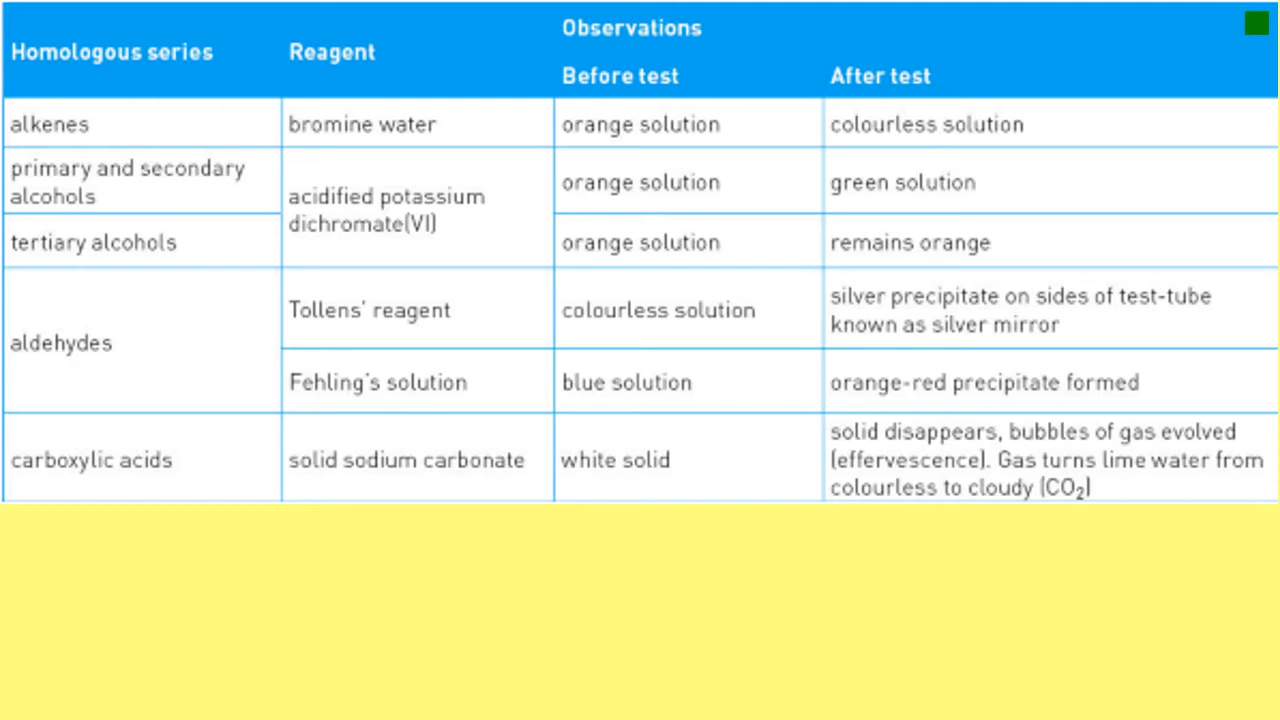 Homologous series
Reagent
Observations
Before test
After test
alkenes
bromine water
orange solution
colourless solution
primary and secondary
alcohols
acidified potassium
dichromate(VI)
orange solution
green solution
tertiary alcohols
orange solution
remains orange
aldehydes
Tollens' reagent
colourless solution
silver precipitate on sides of test-tube
known as silver mirror
Fehling's solution
blue solution
orange-red precipitate formed
carboxylic acids
solid sodium carbonate
white solid
solid disappears, bubbles of gas evolved
(effervescence). Gas turns lime water from
colourless to cloudy (CO₂)